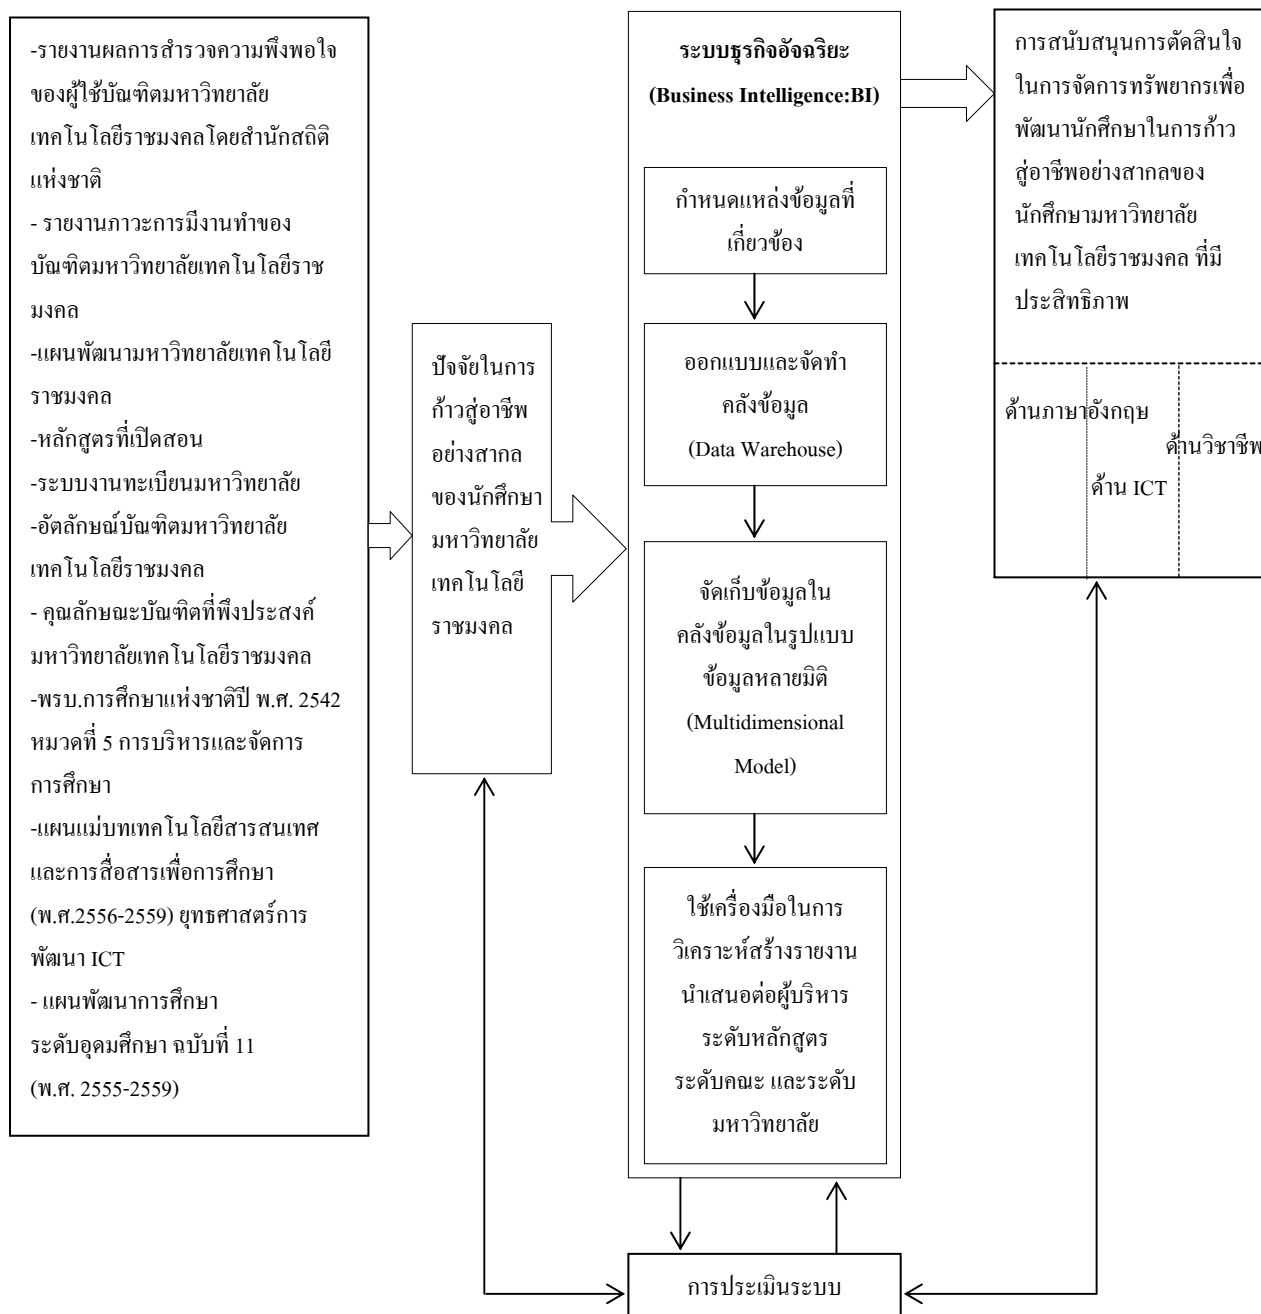 -รายงานผลการสำรวจความพึงพอใจ
ของผู้ใช้บัณฑิตมหาวิทยาลัย
เทคโนโลยีราชมงคลโดยสำนักสถิติ
แห่งชาติ
- รายงานภาวะการมีงานทำของ
บัณฑิตมหาวิทยาลัยเทคโนโลยีราช
มงคล
-แผนพัฒนามหาวิทยาลัยเทคโนโลยี
ราชมงคล
-หลักสูตรที่เปิดสอน
-ระบบงานทะเบียนมหาวิทยาลัย
-อัตลักษณ์บัณฑิตมหาวิทยาลัย
เทคโนโลยีราชมงคล
- คุณลักษณะบัณฑิตที่พึงประสงค์
มหาวิทยาลัยเทคโนโลยีราชมงคล
-พรบ.การศึกษาแห่งชาติปี พ.ศ. 2542
หมวดที่ 5 การบริหารและจัดการ
การศึกษา
-แผนแม่บทเทคโนโลยีสารสนเทศ
และการสื่อสารเพื่อการศึกษา
(พ.ศ.2556-2559) ยุทธศาสตร์การ
พัฒนา ICT
- แผนพัฒนาการศึกษา
ระดับอุดมศึกษา ฉบับที่ 11
(พ.ศ. 2555-2559)
ปัจจัยในการ
ก้าวสู่อาชีพ
อย่างสากล
ของนักศึกษา
มหาวิทยาลัย
เทคโนโลยี
ราชมงคล
ระบบธุรกิจอัจฉริยะ
(Business Intelligence:BI)
กำหนดแหล่งข้อมูลที่
เกี่ยวข้อง
ออกแบบและจัดทำ
คลังข้อมูล
(Data Warehouse)
จัดเก็บข้อมูลใน
คลังข้อมูลในรูปแบบ
ข้อมูลหลายมิติ
(Multidimensional
Model)
ใช้เครื่องมือในการ
วิเคราะห์สร้างรายงาน
นำเสนอต่อผู้บริหาร
ระดับหลักสูตร
ระดับคณะ และระดับ
มหาวิทยาลัย
การประเมินระบบ
การสนับสนุนการตัดสินใจ
ในการจัดการทรัพยากรเพื่อ
พัฒนานักศึกษาในการก้าว
สู่อาชีพอย่างสากลของ
นักศึกษามหาวิทยาลัย
เทคโนโลยีราชมงคล ที่มี
ประสิทธิภาพ
ด้านภาษาอังกฤษ
ด้าน ICT
ด้านวิชาชีพ